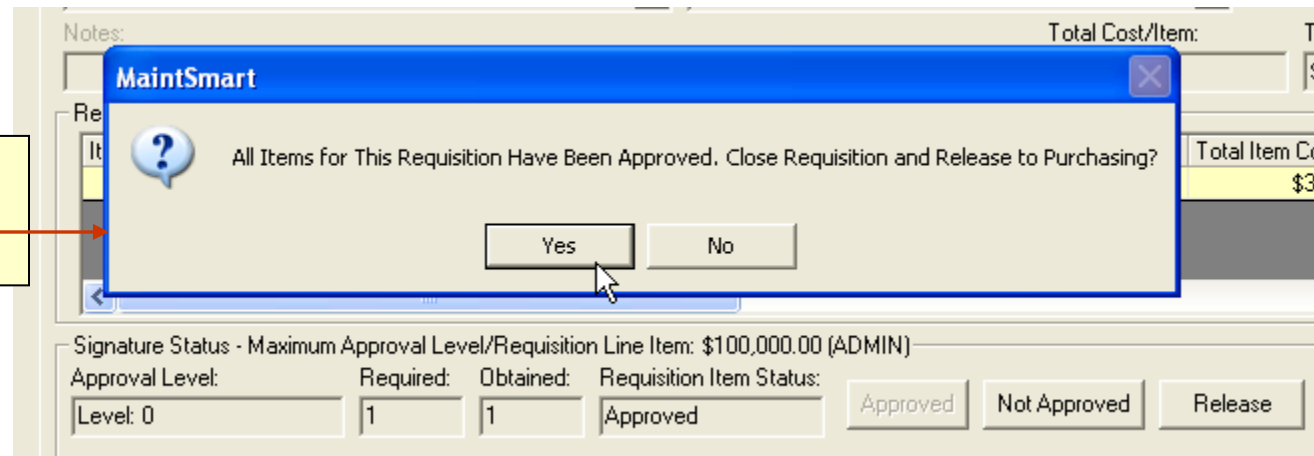 Notes:
Total Cost/Item:
MaintSmart
All Items for This Requisition Have Been Approved. Close Requisition and Release to Purchasing?
Total Item
Yes
No
Signature Status - Maximum Approval Level/Requisition Line Item: $100,000.00 (ADMIN)
Approval Level:
Required:
Obtained:
Requisition Item Status:
Level: 0
1
1
Approved
Approved
Not Approved
Release